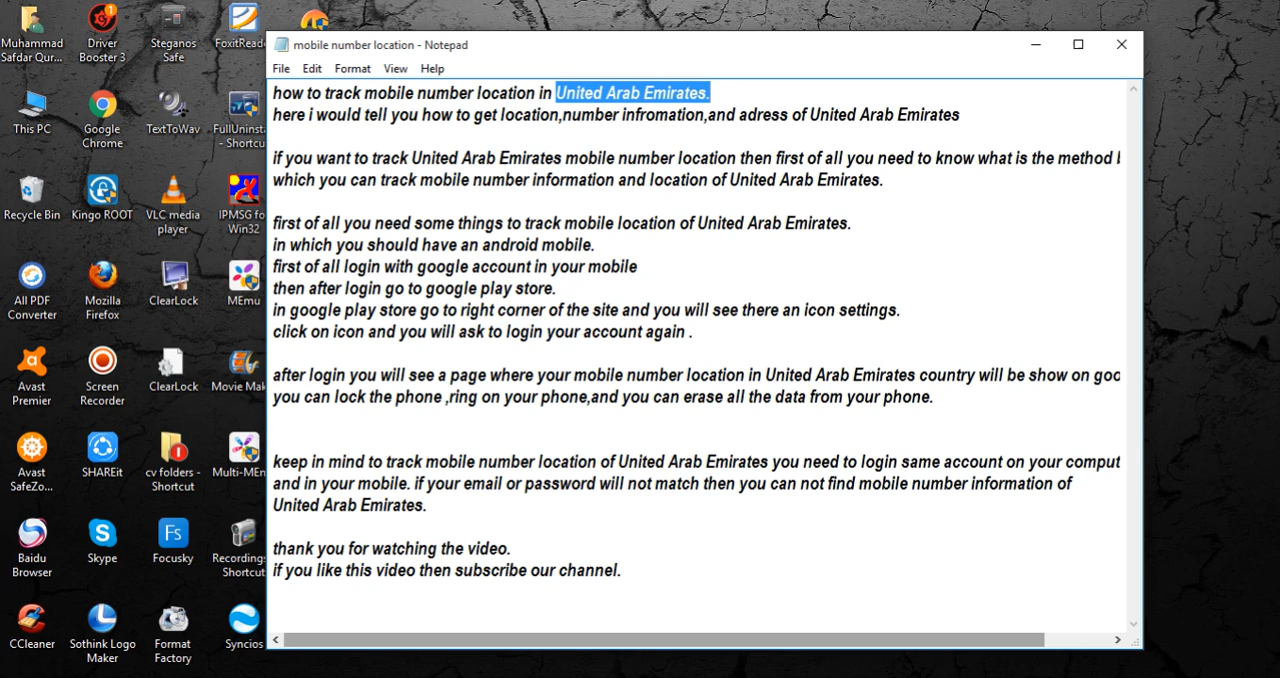 Muhammad Safdar Qur...
Driver Booster 3
Steganos Safe
FoxitReade
This PC
Google Chrome
TextToWav
FullUninst - Shortcu
Recycle Bin
Kingo ROOT
VLC media player
IPMSG fo Win32
All PDF Converter
Mozilla Firefox
ClearLock
MEmu
Avast Premier
Screen Recorder
ClearLock
Movie Mak
Avast SafeZo...
SHAREit
cv folders - Shortcut
Multi-MEm
Baidu Browser
Skype
Focusky
Recordings Shortcut
CCleaner
Sothink Logo Maker
Format Factory
Syncios
mobile number location - Notepad
File Edit Format View Help
how to track mobile number location in United Arab Emirates.
here i would tell you how to get location,number infromation,and adress of United Arab Emirates
if you want to track United Arab Emirates mobile number location then first of all you need to know what is the method
which you can track mobile number information and location of United Arab Emirates.
first of all you need some things to track mobile location of United Arab Emirates.
in which you should have an android mobile.
first of all login with google account in your mobile
then after login go to google play store.
in google play store go to right corner of the site and you will see there an icon settings.
click on icon and you will ask to login your account again .
after login you will see a page where your mobile number location in United Arab Emirates country will be show on goo
you can lock the phone ,ring on your phone,and you can erase all the data from your phone.
keep in mind to track mobile number location of United Arab Emirates you need to login same account on your comput
and in your mobile. if your email or password will not match then you can not find mobile number information of
United Arab Emirates.
thank you for watching the video.
if you like this video then subscribe our channel.